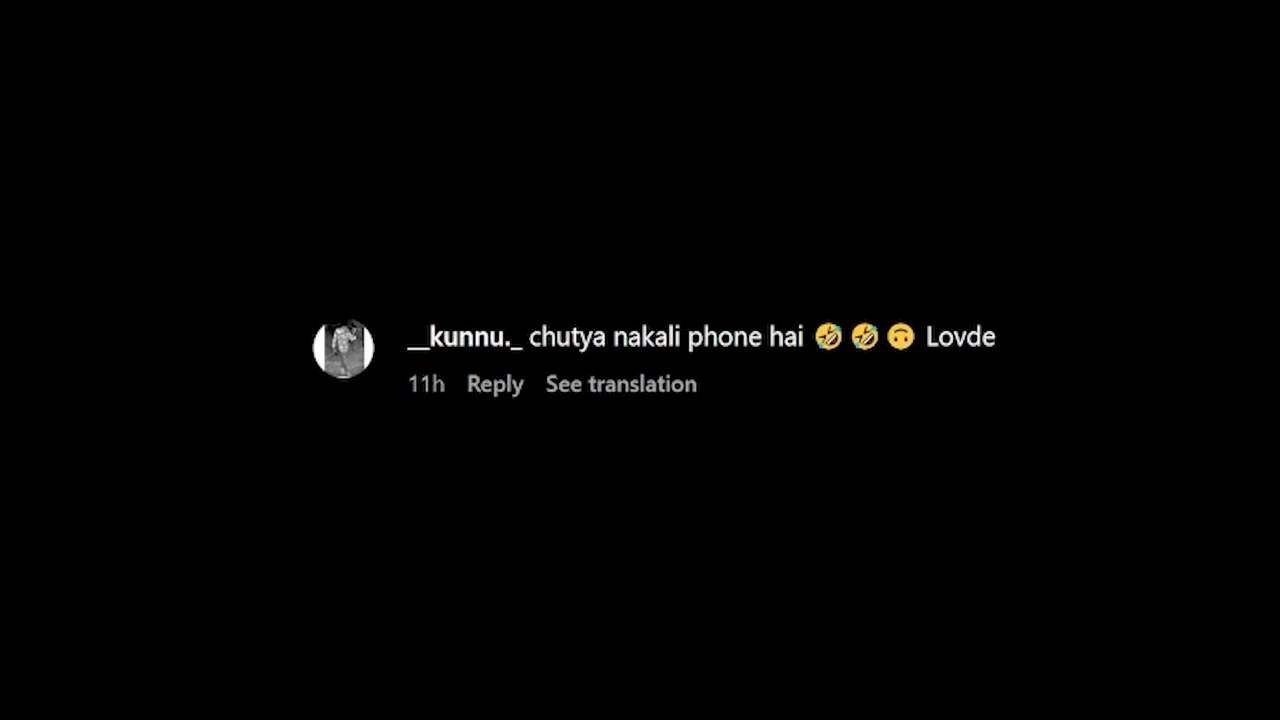 __kunnu._ chutya nakali phone hai 🤣 🤣 🙃 Lovde
11h Reply See translation